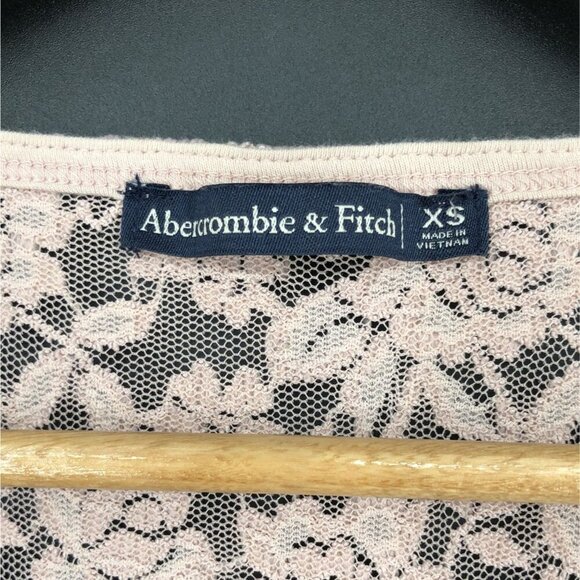 Abercrombie & Fitch
XS
MADE IN
VIETNAM